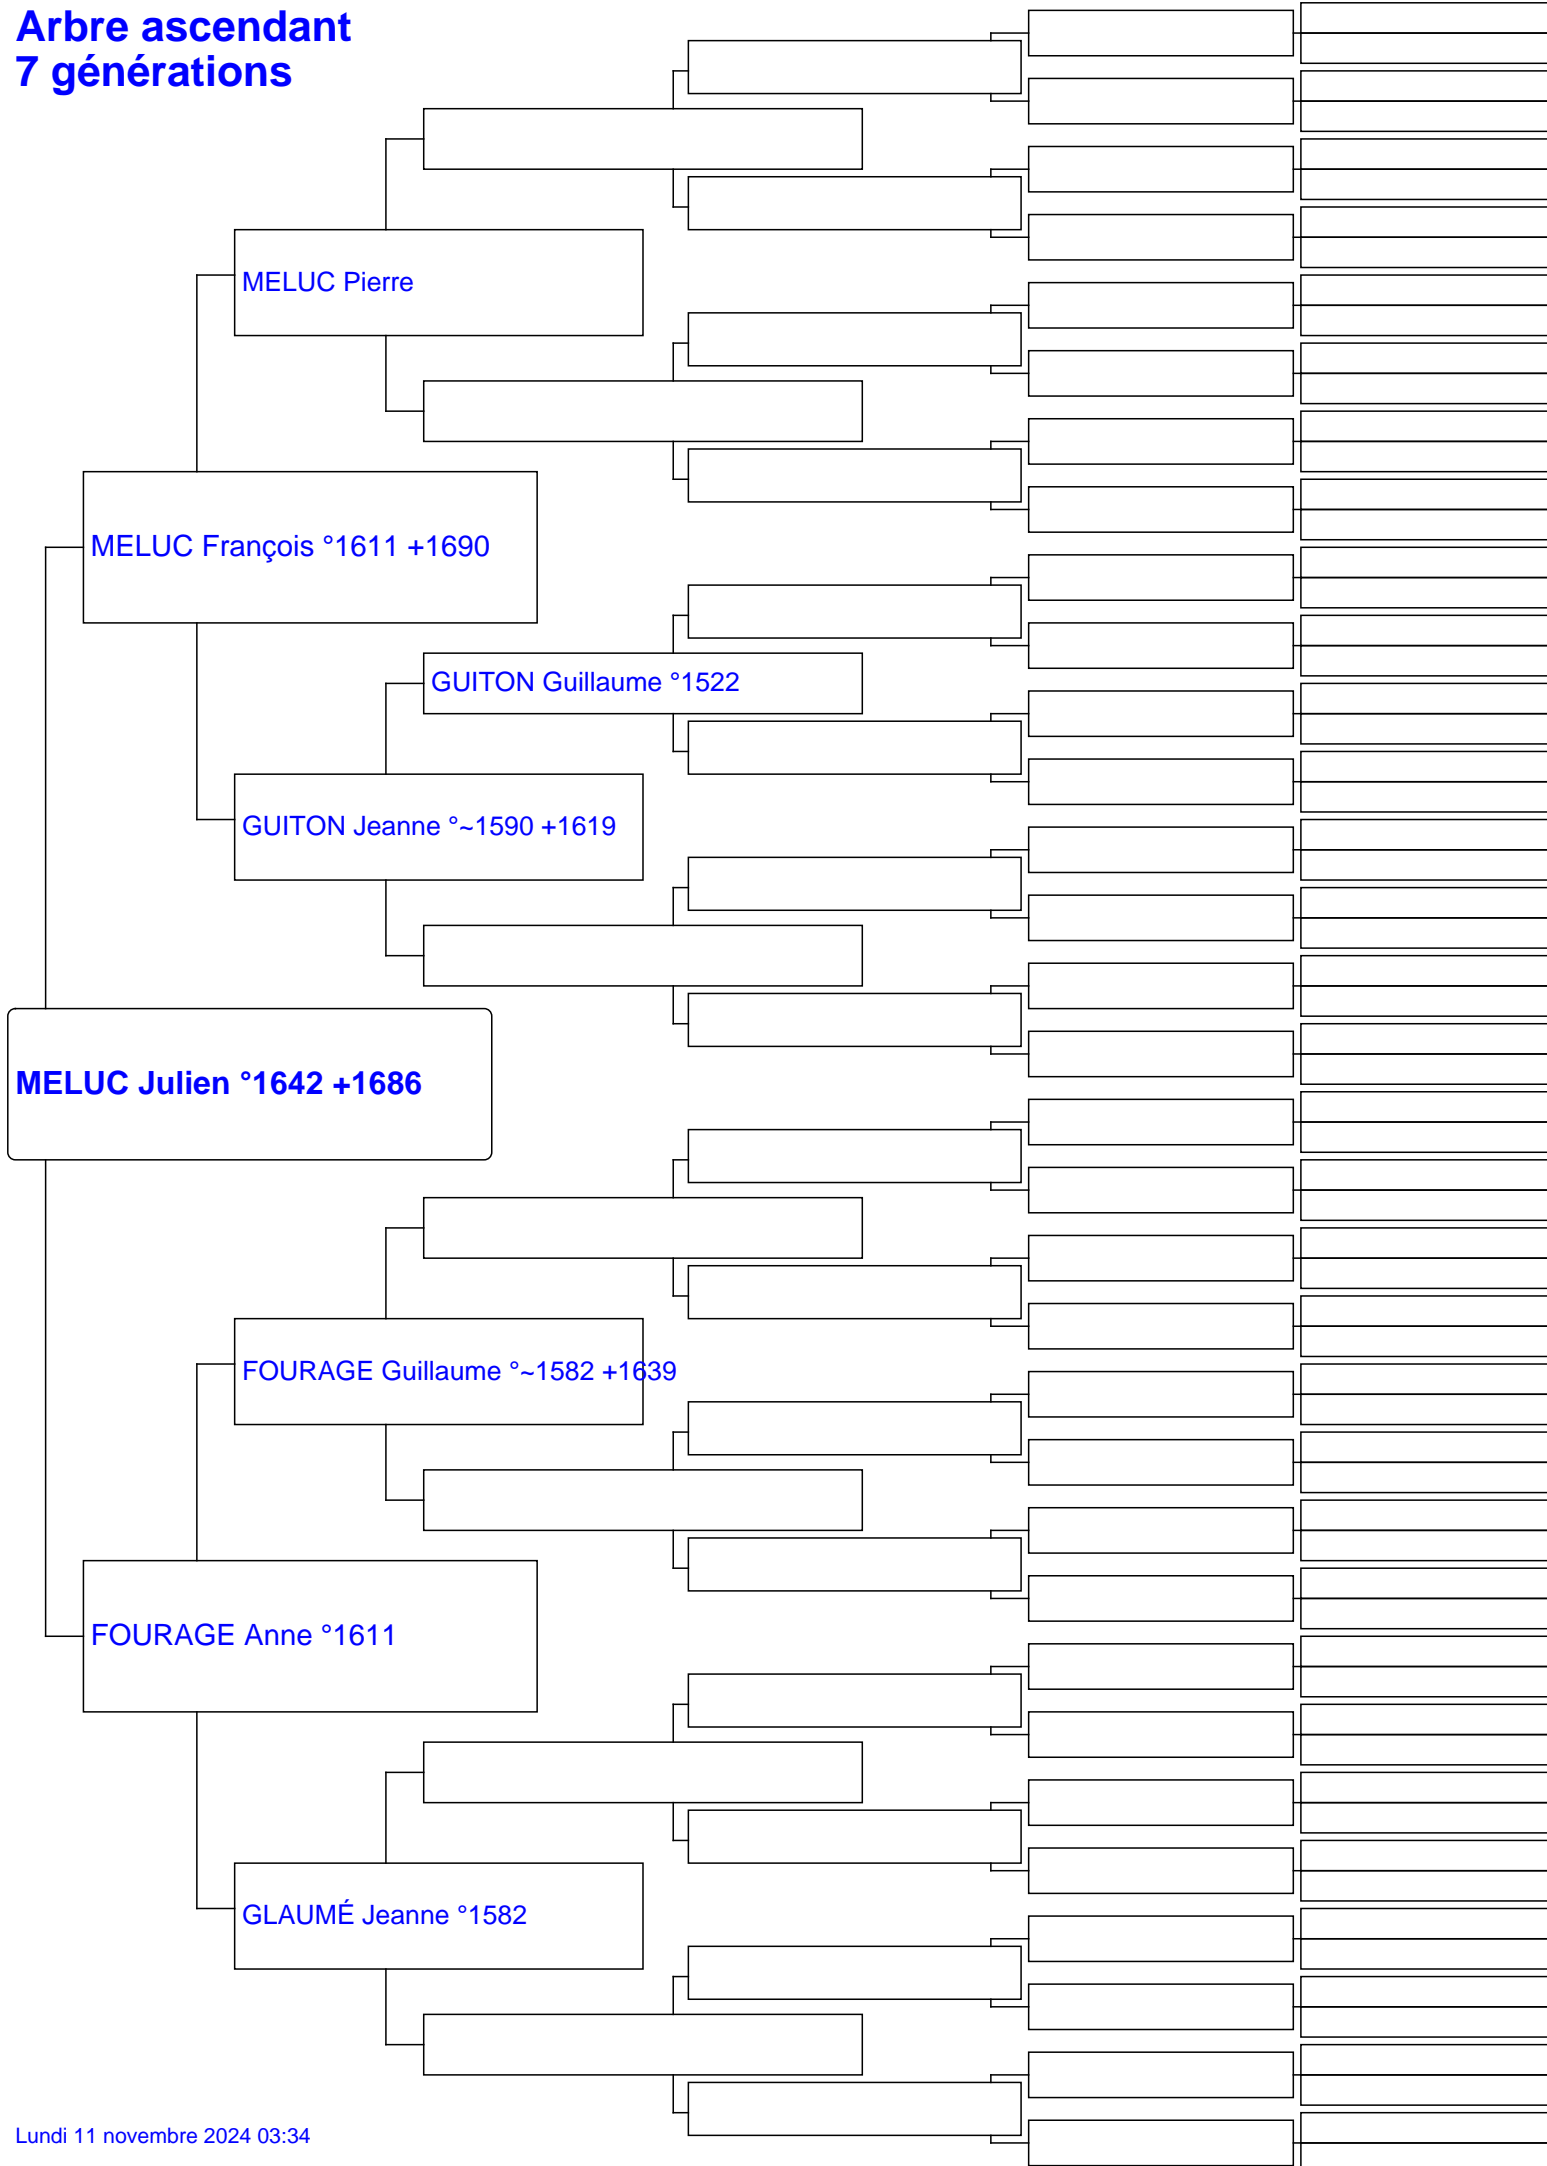 Arbre ascendant
7 générations
MELUC Pierre
MELUC François °1611 +1690
GUITON Guillaume °1522
GUITON Jeanne °~1590 +1619
MELUC Julien °1642 +1686
FOURAGE Guillaume °~1582 +1639
FOURAGE Anne °1611
GLAUMÉ Jeanne °1582
Lundi 11 novembre 2024 03:34